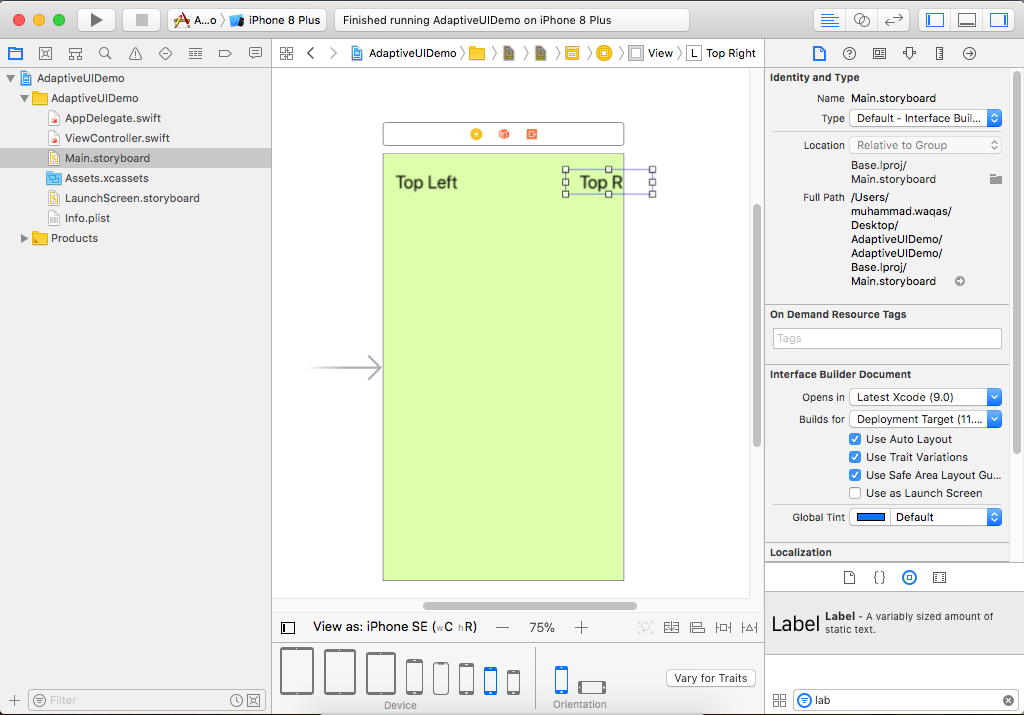 A...o iPhone 8 Plus Finished running AdaptiveUIDemo on iPhone 8 Plus
AdaptiveUIDemo View L Top Right
AdaptiveUIDemo
AdaptiveUIDemo
AppDelegate.swift
ViewController.swift
Main.storyboard
Assets.xcassets
LaunchScreen.storyboard
Info.plist
Products
Filter
Top Left Top R
View as: iPhone SE (wC hR) — 75% +
Device
Orientation
Vary for Traits
Identity and Type
Name Main.storyboard
Type Default - Interface Buil...
Location Relative to Group
Base.lproj/
Main.storyboard
Full Path /Users/
muhammad.waqas/
Desktop/
AdaptiveUIDemo/
AdaptiveUIDemo/
Base.lproj/
Main.storyboard
On Demand Resource Tags
Tags
Interface Builder Document
Opens in Latest Xcode (9.0)
Builds for Deployment Target (11....
Use Auto Layout
Use Trait Variations
Use Safe Area Layout Gu...
Use as Launch Screen
Global Tint Default
Localization
{ }
Label Label - A variably sized amount of
static text.
lab